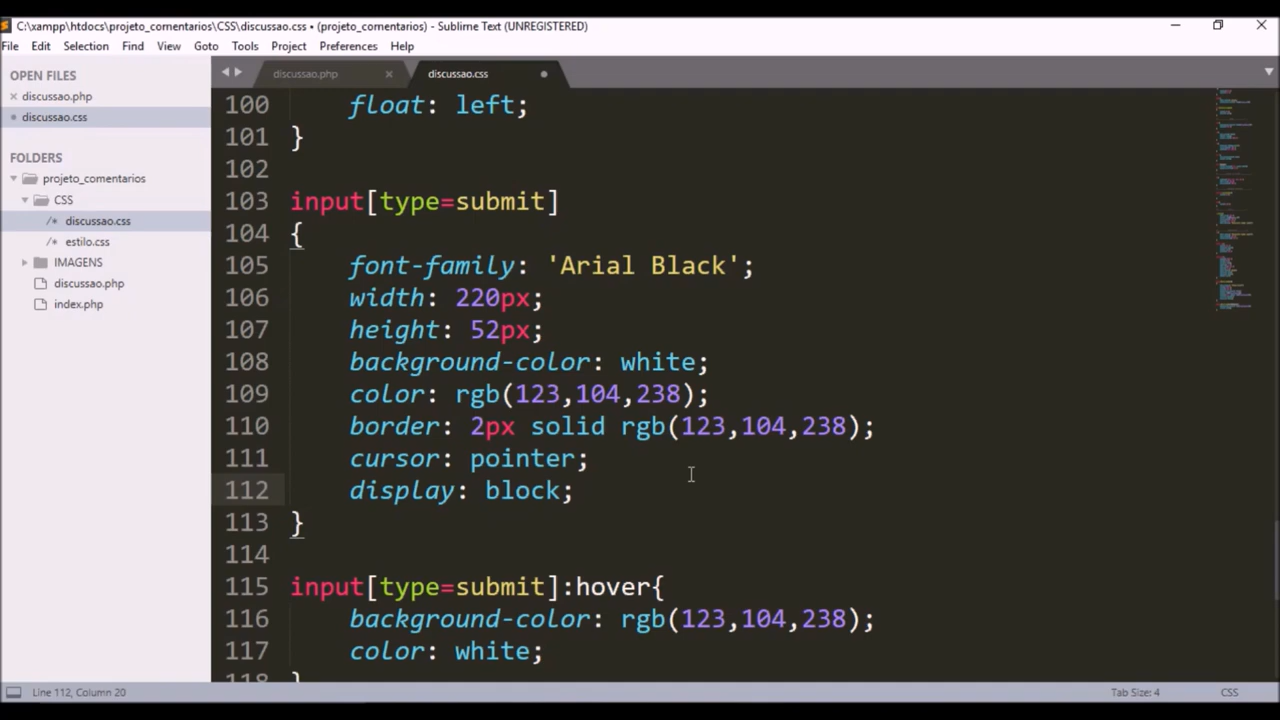 C:\xampp\htdocs\projeto_comentarios\CSS\discussao.css • (projeto_comentarios) - Sublime Text (UNREGISTERED)
File Edit Selection Find View Goto Tools Project Preferences Help
OPEN FILES
discussao.php
discussao.css
FOLDERS
projeto_comentarios
CSS
/* discussao.css
/* estilo.css
IMAGENS
discussao.php
index.php
discussao.php discussao.css
100 float: left;
101 }
102
103 input[type=submit]
104 {
105 font-family: 'Arial Black';
106 width: 220px;
107 height: 52px;
108 background-color: white;
109 color: rgb(123,104,238);
110 border: 2px solid rgb(123,104,238);
111 cursor: pointer;
112 display: block;
113 }
114
115 input[type=submit]:hover{
116 background-color: rgb(123,104,238);
117 color: white;
118 }
Line 112, Column 20 Tab Size: 4 CSS